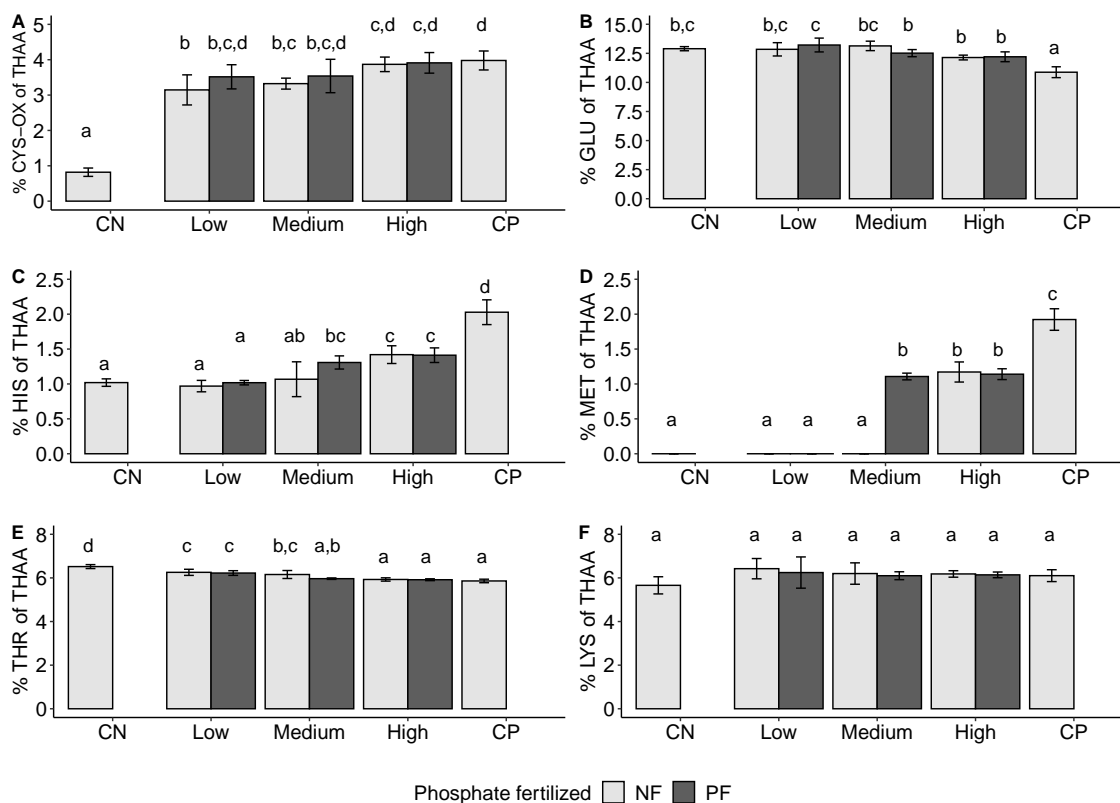 A
% CYS−OX of THAA
5
4
3
2
1
0
a
b
b,c,d
b,c
b,c,d
c,d
c,d
d
CN
Low
Medium
High
CP
B
% GLU of THAA
15.0
12.5
10.0
7.5
5.0
2.5
0.0
b,c
b,c
c
bc
b
b
b
a
CN
Low
Medium
High
CP
C
% HIS of THAA
2.5
2.0
1.5
1.0
0.5
0.0
a
a
a
ab
bc
c
c
d
CN
Low
Medium
High
CP
D
% MET of THAA
2.5
2.0
1.5
1.0
0.5
0.0
a
a
a
a
b
b
b
c
CN
Low
Medium
High
CP
E
% THR of THAA
8
6
4
2
0
d
c
c
b,c
a,b
a
a
a
CN
Low
Medium
High
CP
F
% LYS of THAA
8
6
4
2
0
a
a
a
a
a
a
a
a
CN
Low
Medium
High
CP
Phosphate fertilized NF PF